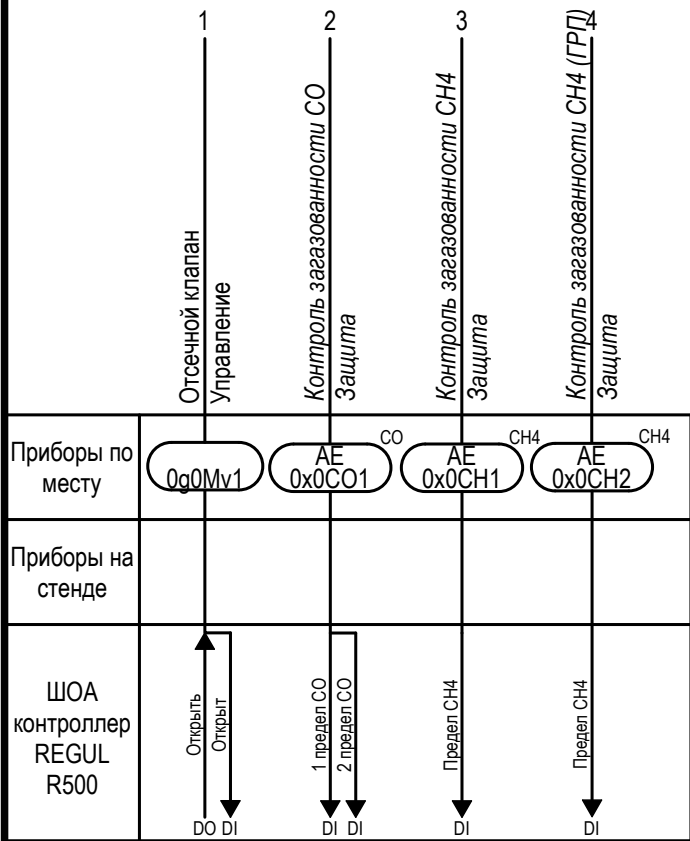 1
2
3
4
Отсечной клапан
Управление
Контроль загазованности CO
Защита
Контроль загазованности CH4
Защита
Контроль загазованности CH4 (ГРП)
Защита
Приборы по
месту
0g0Mv1
AE
0x0CO1
CO
AE
0x0CH1
CH4
AE
0x0CH2
CH4
Приборы на
стенде
ШОА
контроллер
REGUL
R500
Открыть
Открыт
1 предел CO
2 предел CO
Предел CH4
Предел CH4
DO DI
DI DI
DI
DI